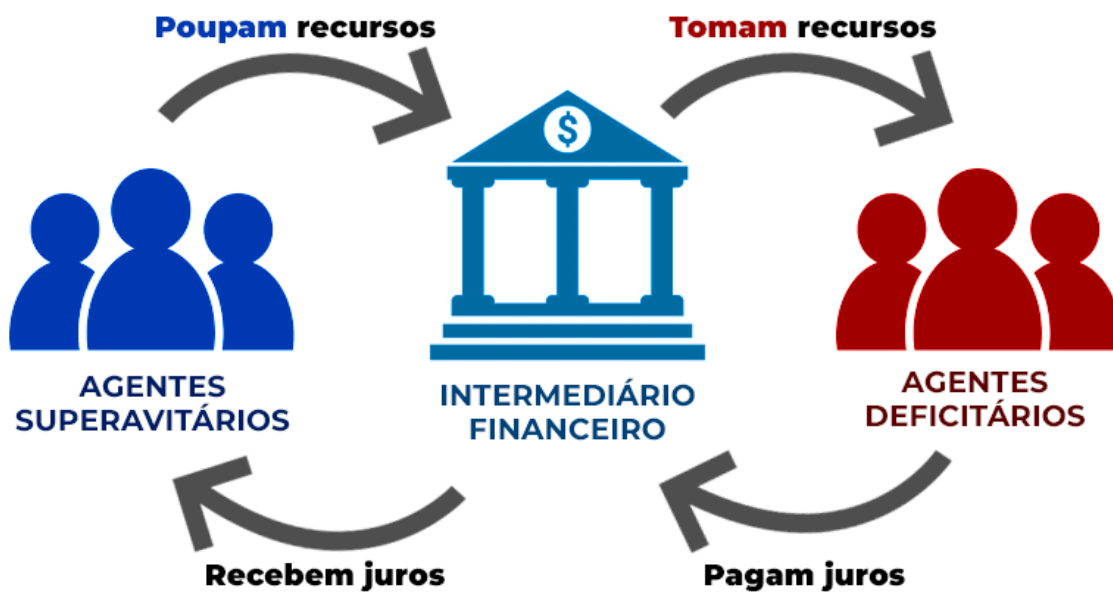 Poupam recursos
Tomam recursos
$
AGENTES
SUPERAVITÁRIOS
INTERMEDIÁRIO
FINANCEIRO
AGENTES
DEFICITÁRIOS
Recebem juros
Pagam juros